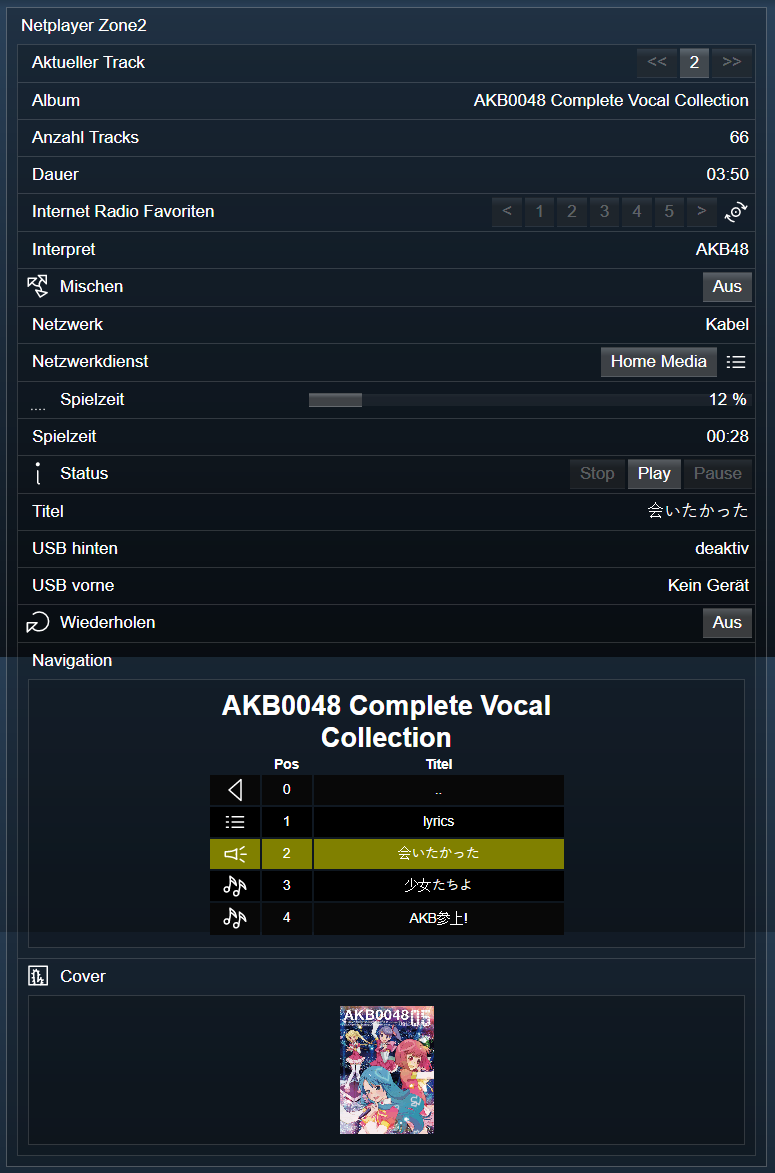 Netplayer Zone2
Aktueller Track << 2 >>
Album AKB0048 Complete Vocal Collection
Anzahl Tracks 66
Dauer 03:50
Internet Radio Favoriten < 1 2 3 4 5 >
Interpret AKB48
Mischen Aus
Netzwerk Kabel
Netzwerkdienst Home Media
Spielzeit 12 %
Spielzeit 00:28
Status Stop Play Pause
Titel 会いたかった
USB hinten deaktiv
USB vorne Kein Gerät
Wiederholen Aus
Navigation
AKB0048 Complete Vocal
Collection
Pos Titel
0 ..
1 lyrics
2 会いたかった
3 少女たちよ
4 AKB参上!
Cover
AKB0048 05